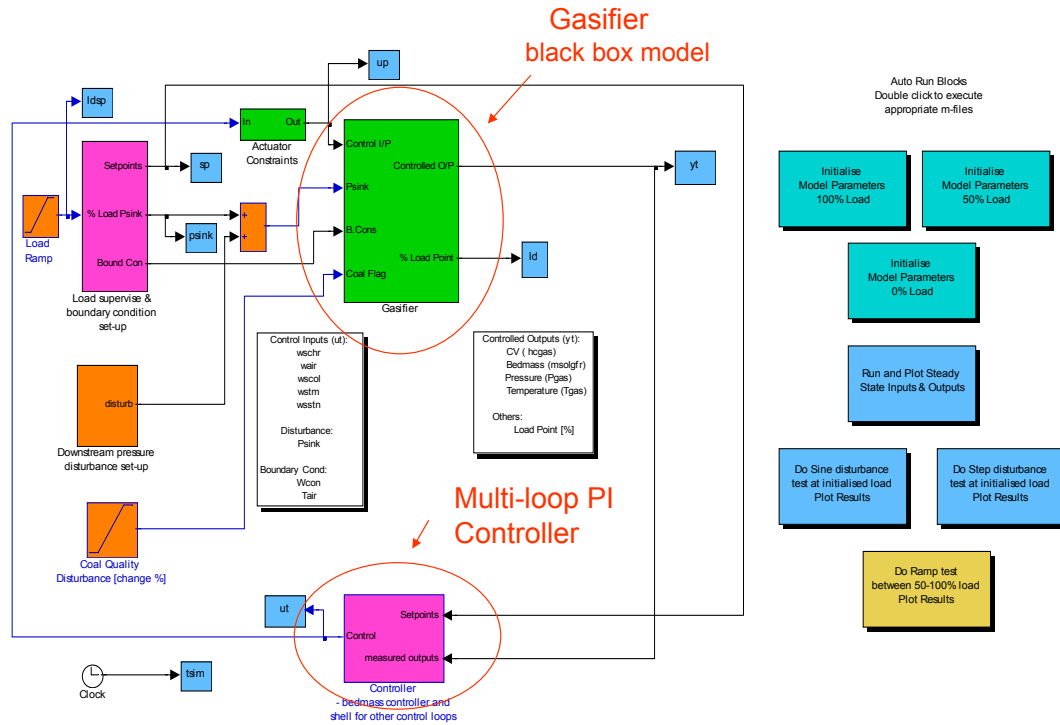 Gasifier
black box model
up
ldsp
Auto Run Blocks
Double click to execute
appropriate m-files
In
Out
Actuator
Constraints
Control I/P
Controlled O/P
Psink
B.Cons
% Load Point
Coal Flag
Gasifier
Setpoints
% Load Psink
Bound Con
Load supervise &
boundary condition
set-up
sp
psink
+
+
yt
ld
Load
Ramp
Initialise
Model Parameters
100% Load
Initialise
Model Parameters
50% Load
Initialise
Model Parameters
0% Load
Control Inputs (ut):
wschr
wair
wscol
wstm
wsstn
Disturbance:
Psink
Boundary Cond:
Wcon
Tair
Controlled Outputs (yt):
CV ( hcgas)
Bedmass (msolgfr)
Pressure (Pgas)
Temperature (Tgas)
Others:
Load Point [%]
Run and Plot Steady
State Inputs & Outputs
disturb
Downstream pressure
disturbance set-up
Do Sine disturbance
test at initialised load
Plot Results
Do Step disturbance
test at initialised load
Plot Results
Multi-loop PI
Controller
Coal Quality
Disturbance [change %]
Do Ramp test
between 50-100% load
Plot Results
ut
Setpoints
Control
measured outputs
Controller
- bedmass controller and
shell for other control loops
Clock
tsim